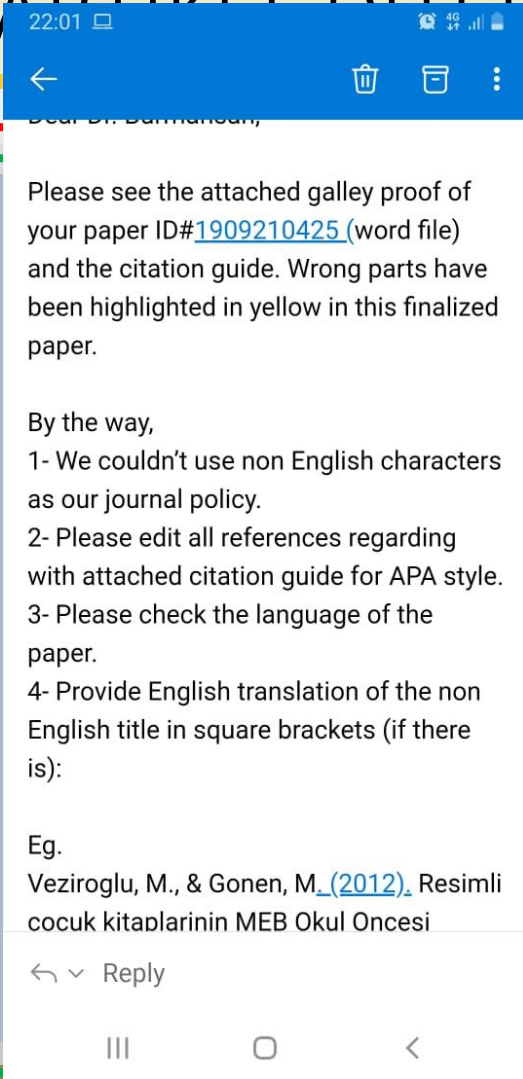 22:01
4G
Please see the attached galley proof of
your paper ID#1909210425 (word file)
and the citation guide. Wrong parts have
been highlighted in yellow in this finalized
paper.
By the way,
1- We couldn't use non English characters
as our journal policy.
2- Please edit all references regarding
with attached citation guide for APA style.
3- Please check the language of the
paper.
4- Provide English translation of the non
English title in square brackets (if there
is):
Eg.
Veziroglu, M., & Gonen, M. (2012). Resimli
cocuk kitaplarinin MEB Okul Oncesi
Reply